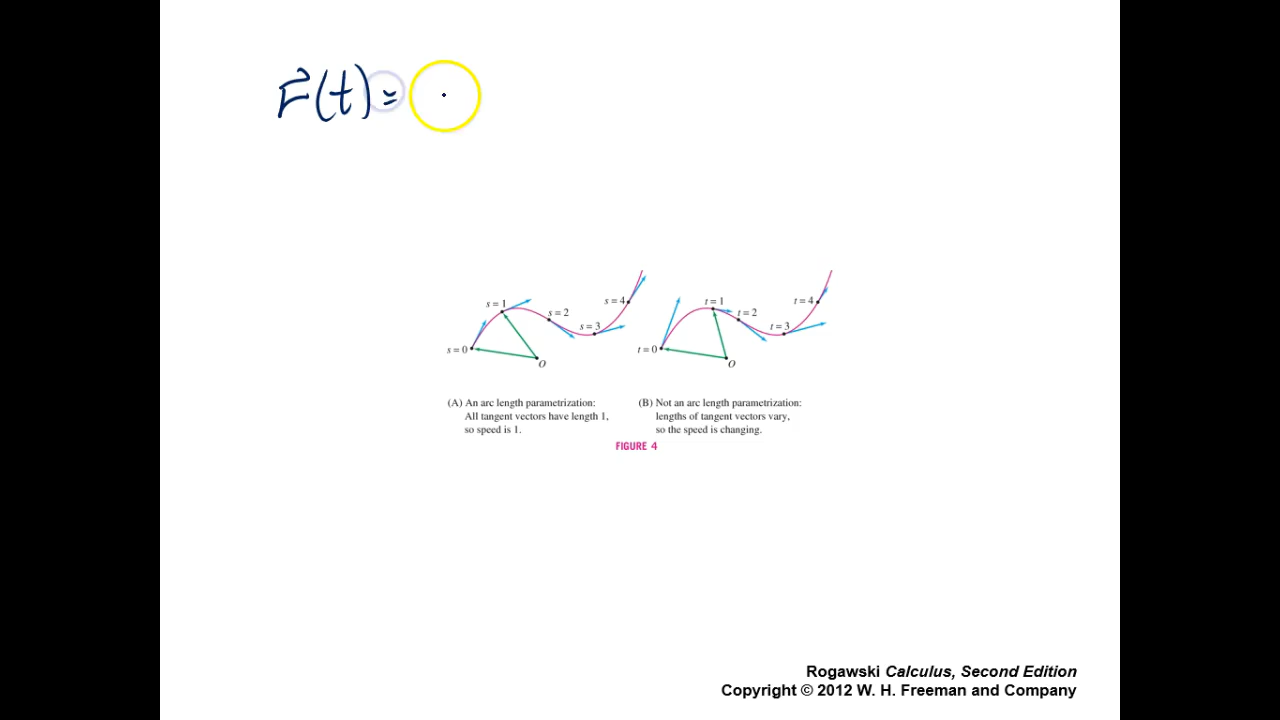 r⃗(t) =
s = 1
s = 2
s = 4
s = 3
s = 0
O
t = 1
t = 2
t = 4
t = 3
t = 0
O
(A) An arc length parametrization:
All tangent vectors have length 1,
so speed is 1.
(B) Not an arc length parametrization:
lengths of tangent vectors vary,
so the speed is changing.
FIGURE 4
Rogawski Calculus, Second Edition
Copyright © 2012 W. H. Freeman and Company